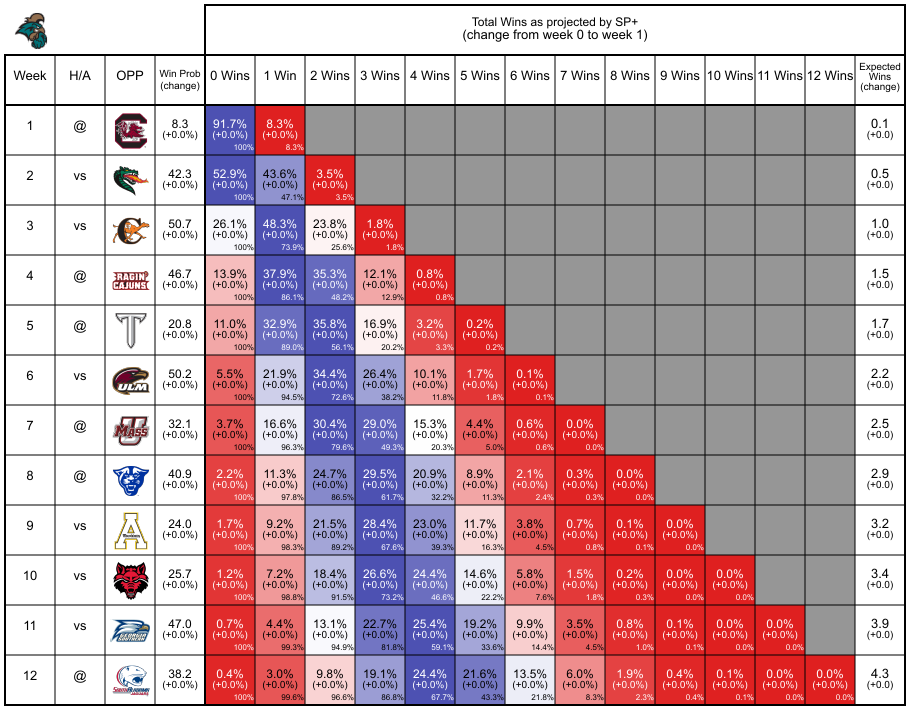 Total Wins as projected by SP+
(change from week 0 to week 1)
Week H/A OPP Win Prob (change) 0 Wins 1 Win 2 Wins 3 Wins 4 Wins 5 Wins 6 Wins 7 Wins 8 Wins 9 Wins 10 Wins 11 Wins 12 Wins Expected Wins (change)
1 @ C 8.3 91.7% 8.3% 0.1
(+0.0%) (+0.0%) (+0.0%) (+0.0)
100% 8.3%
2 vs 42.3 52.9% 43.6% 3.5% 0.5
(+0.0%) (+0.0%) (+0.0%) (+0.0%) (+0.0)
100% 47.1% 3.5%
3 vs C 50.7 26.1% 48.3% 23.8% 1.8% 1.0
(+0.0%) (+0.0%) (+0.0%) (+0.0%) (+0.0%) (+0.0)
100% 73.9% 25.6% 1.8%
4 @ RAGIN' CAJUNS 46.7 13.9% 37.9% 35.3% 12.1% 0.8% 1.5
(+0.0%) (+0.0%) (+0.0%) (+0.0%) (+0.0%) (+0.0%) (+0.0)
100% 86.1% 48.2% 12.9% 0.8%
5 @ T 20.8 11.0% 32.9% 35.8% 16.9% 3.2% 0.2% 1.7
(+0.0%) (+0.0%) (+0.0%) (+0.0%) (+0.0%) (+0.0%) (+0.0%) (+0.0)
100% 89.0% 56.1% 20.2% 3.3% 0.2%
6 vs ULM 50.2 5.5% 21.9% 34.4% 26.4% 10.1% 1.7% 0.1% 2.2
(+0.0%) (+0.0%) (+0.0%) (+0.0%) (+0.0%) (+0.0%) (+0.0%) (+0.0%) (+0.0)
100% 94.5% 72.6% 38.2% 11.8% 1.8% 0.1%
7 @ U MASS 32.1 3.7% 16.6% 30.4% 29.0% 15.3% 4.4% 0.6% 0.0% 2.5
(+0.0%) (+0.0%) (+0.0%) (+0.0%) (+0.0%) (+0.0%) (+0.0%) (+0.0%) (+0.0%) (+0.0)
100% 96.3% 79.6% 49.3% 20.3% 5.0% 0.6% 0.0%
8 @ 40.9 2.2% 11.3% 24.7% 29.5% 20.9% 8.9% 2.1% 0.3% 0.0% 2.9
(+0.0%) (+0.0%) (+0.0%) (+0.0%) (+0.0%) (+0.0%) (+0.0%) (+0.0%) (+0.0%) (+0.0%) (+0.0)
100% 97.8% 86.5% 61.7% 32.2% 11.3% 2.4% 0.3% 0.0%
9 vs A 24.0 1.7% 9.2% 21.5% 28.4% 23.0% 11.7% 3.8% 0.7% 0.1% 0.0% 3.2
(+0.0%) (+0.0%) (+0.0%) (+0.0%) (+0.0%) (+0.0%) (+0.0%) (+0.0%) (+0.0%) (+0.0%) (+0.0%) (+0.0)
100% 98.3% 89.2% 67.6% 39.3% 16.3% 4.5% 0.8% 0.1% 0.0%
10 vs 25.7 1.2% 7.2% 18.4% 26.6% 24.4% 14.6% 5.8% 1.5% 0.2% 0.0% 0.0% 3.4
(+0.0%) (+0.0%) (+0.0%) (+0.0%) (+0.0%) (+0.0%) (+0.0%) (+0.0%) (+0.0%) (+0.0%) (+0.0%) (+0.0%) (+0.0)
100% 98.8% 91.5% 73.2% 46.6% 22.2% 7.6% 1.8% 0.3% 0.0% 0.0%
11 vs 47.0 0.7% 4.4% 13.1% 22.7% 25.4% 19.2% 9.9% 3.5% 0.8% 0.1% 0.0% 0.0% 3.9
(+0.0%) (+0.0%) (+0.0%) (+0.0%) (+0.0%) (+0.0%) (+0.0%) (+0.0%) (+0.0%) (+0.0%) (+0.0%) (+0.0%) (+0.0%) (+0.0)
100% 99.3% 94.9% 81.8% 59.1% 33.6% 14.4% 4.5% 1.0% 0.1% 0.0% 0.0%
12 @ 38.2 0.4% 3.0% 9.8% 19.1% 24.4% 21.6% 13.5% 6.0% 1.9% 0.4% 0.1% 0.0% 0.0% 4.3
(+0.0%) (+0.0%) (+0.0%) (+0.0%) (+0.0%) (+0.0%) (+0.0%) (+0.0%) (+0.0%) (+0.0%) (+0.0%) (+0.0%) (+0.0%) (+0.0%) (+0.0)
100% 99.6% 96.6% 86.8% 67.7% 43.3% 21.8% 8.3% 2.3% 0.4% 0.1% 0.0% 0.0%